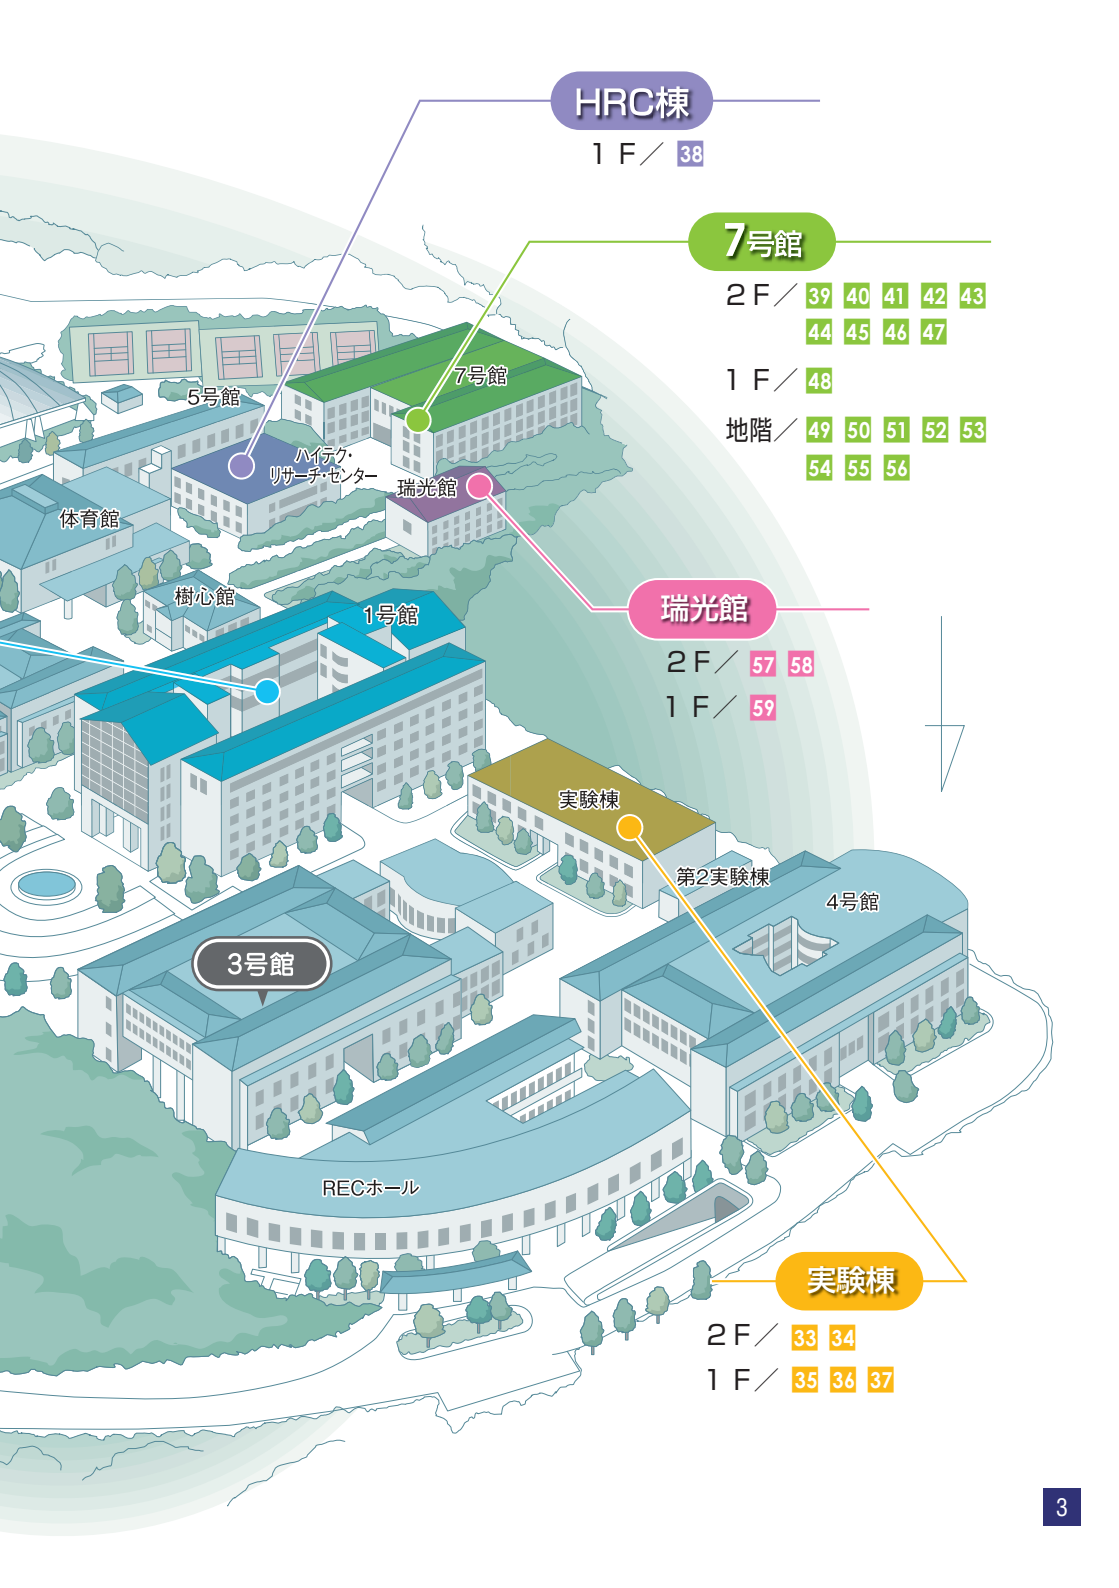 HRC棟
1F／ 38
7号館
2F／ 39 40 41 42 43
44 45 46 47
1F／ 48
地階／ 49 50 51 52 53
54 55 56
7号館
5号館
ハイテク・
リサーチ・センター
瑞光館
体育館
樹心館
1号館
瑞光館
2F／ 57 58
1F／ 59
実験棟
第2実験棟
4号館
3号館
RECホール
実験棟
2F／ 33 34
1F／ 35 36 37
3